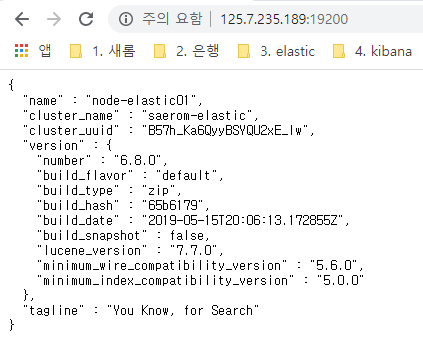 주의 요함 | 125.7.235.189:19200
앱 1. 새롬 2. 은행 3. elastic 4. kibana
{
"name" : "node-elastic01",
"cluster_name" : "saerom-elastic",
"cluster_uuid" : "B57h_Ka6QyyBSYQU2xE_lw",
"version" : {
"number" : "6.8.0",
"build_flavor" : "default",
"build_type" : "zip",
"build_hash" : "65b6179",
"build_date" : "2019-05-15T20:06:13.172855Z",
"build_snapshot" : false,
"lucene_version" : "7.7.0",
"minimum_wire_compatibility_version" : "5.6.0",
"minimum_index_compatibility_version" : "5.0.0"
},
"tagline" : "You Know, for Search"
}